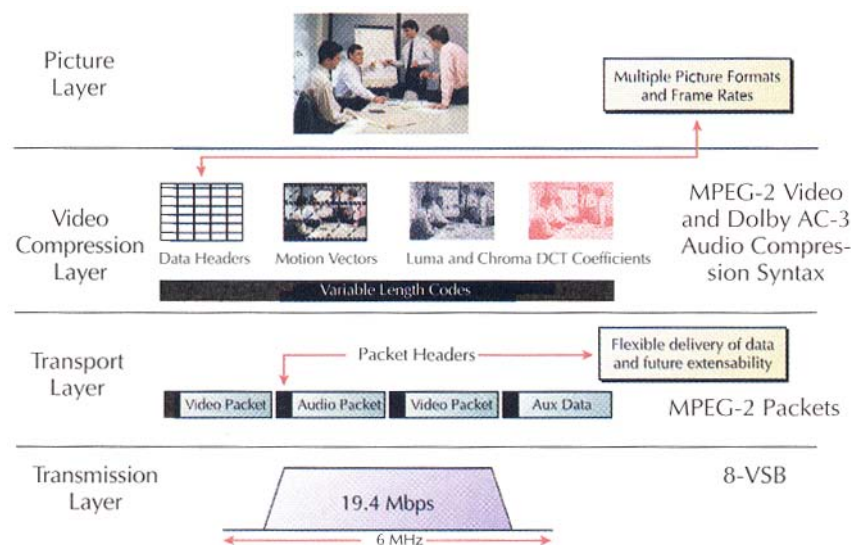 Picture
Layer
Multiple Picture Formats
and Frame Rates
Video
Compression
Layer
Data Headers
Motion Vectors
Luma and Chroma DCT Coefficients
Variable Length Codes
MPEG-2 Video
and Dolby AC-3
Audio Compres-
sion Syntax
Transport
Layer
Packet Headers
Flexible delivery of data
and future extensability
Video Packet
Audio Packet
Video Packet
Aux Data
MPEG-2 Packets
Transmission
Layer
19.4 Mbps
6 MHz
8-VSB